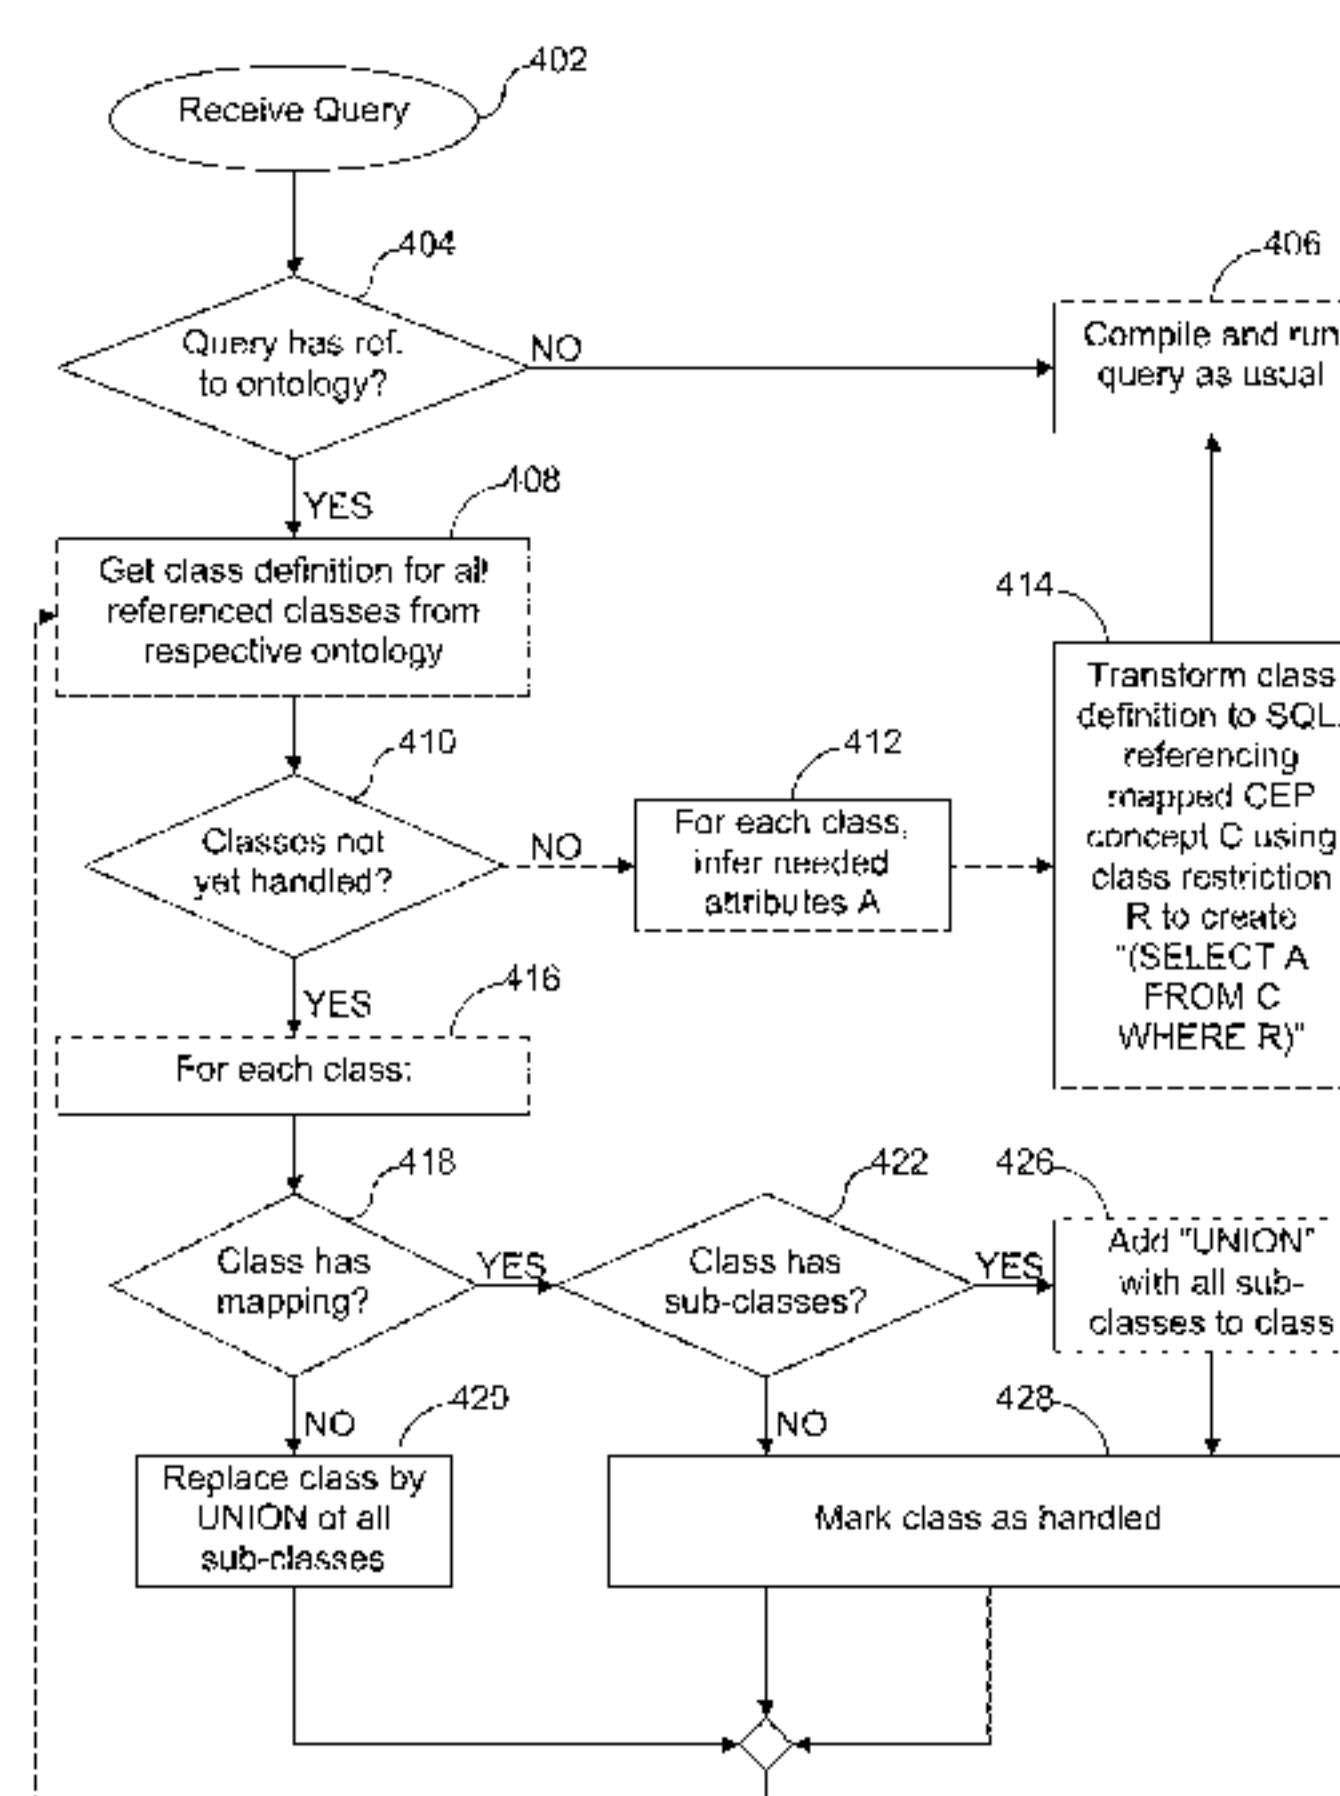 402
Receive Query
404
406
Query has ref.
to ontology?
NO
Compile and run
query as usual
YES
408
Get class definition for all
referenced classes from
respective ontology
410
Classes not
yet handled?
NO
412
For each class,
infer needed
attributes A
414
Transform class
definition to SQL
referencing
mapped CEP
concept C using
class restriction
R to create
"(SELECT A
FROM C
WHERE R)"
YES
416
For each class:
418
Class has
mapping?
YES
422
Class has
sub-classes?
YES
426
Add "UNION"
with all sub-
classes to class
NO
420
Replace class by
UNION of all
sub-classes
NO
428
Mark class as handled